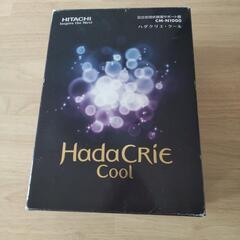 HITACHI
Inspire the Next
CM-N1000
ハダクリエ・クール
HadaCRiE
Cool